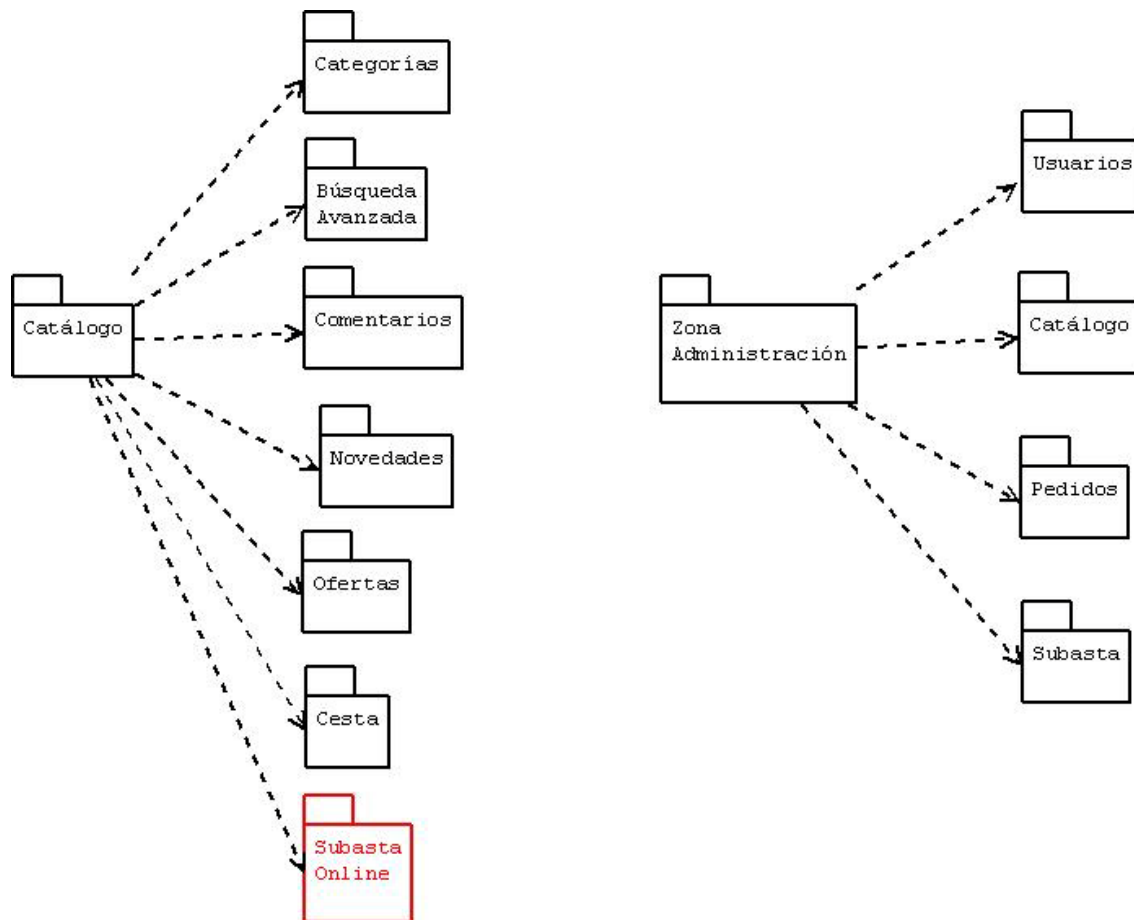 Categorías
Búsqueda
Avanzada
Comentarios
Catálogo
Novedades
Ofertas
Cesta
Subasta
Online
Usuarios
Zona
Administración
Catálogo
Pedidos
Subasta